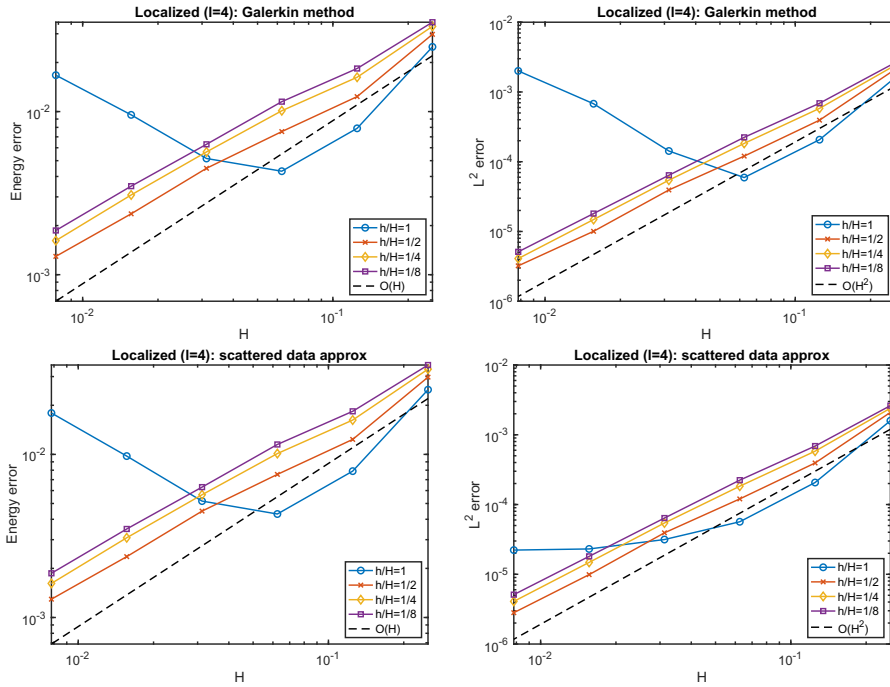 Localized (l=4): Galerkin method
Energy error
10^-2
10^-3
10^-2
10^-1
H
h/H=1
h/H=1/2
h/H=1/4
h/H=1/8
O(H)
L^2 error
10^-2
10^-3
10^-4
10^-5
10^-6
10^-2
10^-1
H
Localized (l=4): Galerkin method
h/H=1
h/H=1/2
h/H=1/4
h/H=1/8
O(H^2)
Localized (l=4): scattered data approx
Energy error
10^-2
10^-3
10^-2
10^-1
H
h/H=1
h/H=1/2
h/H=1/4
h/H=1/8
O(H)
Localized (l=4): scattered data approx
L^2 error
10^-2
10^-3
10^-4
10^-5
10^-6
10^-2
10^-1
H
h/H=1
h/H=1/2
h/H=1/4
h/H=1/8
O(H^2)